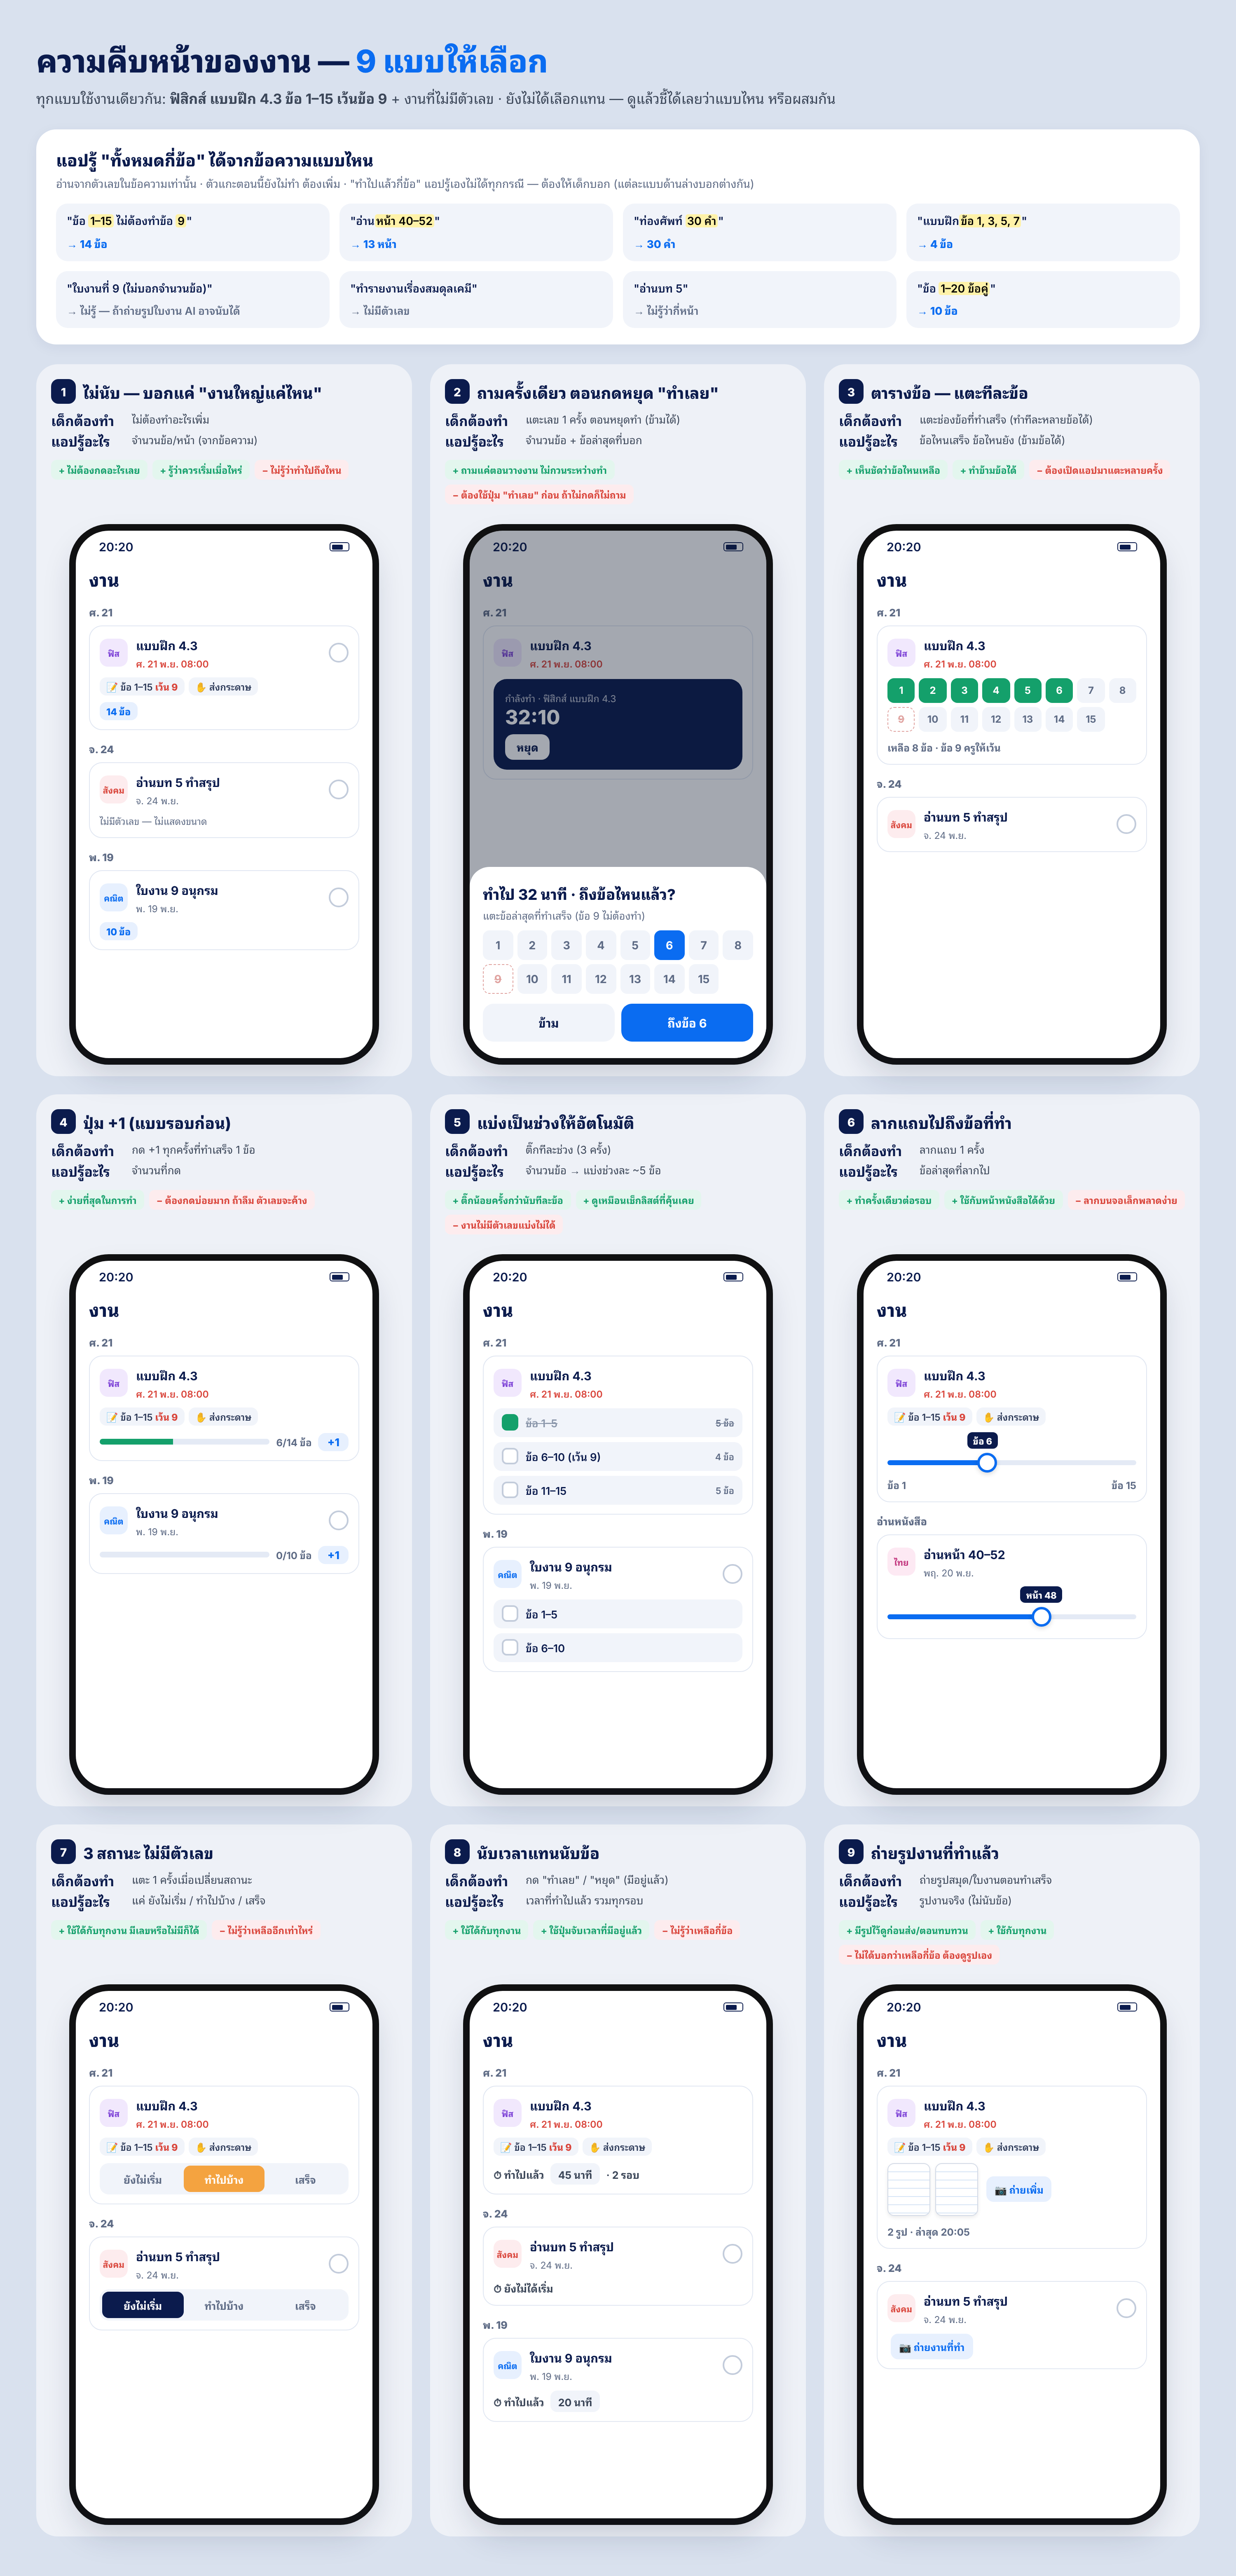 ความคืบหน้าของงาน — 9 แบบให้เลือก
ทุกแบบใช้งานเดียวกัน: ฟิสิกส์ แบบฝึก 4.3 ข้อ 1–15 เว้นข้อ 9 + งานที่ไม่มีตัวเลข · ยังไม่ได้เลือกแทน — ดูแล้วชี้ได้เลยว่าแบบไหน หรือผสมกัน
แอปรู้ "ทั้งหมดกี่ข้อ" ได้จากข้อความแบบไหน
อ่านจากตัวเลขในข้อความเท่านั้น · ตัวแกะตอนนี้ยังไม่ทำ ต้องเพิ่ม · "ทำไปแล้วกี่ข้อ" แอปรู้เองไม่ได้ทุกกรณี — ต้องให้เด็กบอก (แต่ละแบบด้านล่างบอกต่างกัน)
"ข้อ 1–15 ไม่ต้องทำข้อ 9"
→ 14 ข้อ
"อ่านหน้า 40–52"
→ 13 หน้า
"ท่องศัพท์ 30 คำ"
→ 30 คำ
"แบบฝึกข้อ 1, 3, 5, 7"
→ 4 ข้อ
"ใบงานที่ 9 (ไม่บอกจำนวนข้อ)"
→ ไม่รู้ — ถ้าถ่ายรูปใบงาน AI อาจนับได้
"ทำรายงานเรื่องสมดุลเคมี"
→ ไม่มีตัวเลข
"อ่านบท 5"
→ ไม่รู้ว่ากี่หน้า
"ข้อ 1–20 ข้อคู่"
→ 10 ข้อ
1 ไม่นับ — บอกแค่ "งานใหญ่แค่ไหน"
เด็กต้องทำ ไม่ต้องทำอะไรเพิ่ม
แอปรู้อะไร จำนวนข้อ/หน้า (จากข้อความ)
+ ไม่ต้องกดอะไรเลย + รู้ว่าควรเริ่มเมื่อไหร่ – ไม่รู้ว่าทำไปถึงไหน
20:20
งาน
ศ. 21
ฟิส แบบฝึก 4.3
ศ. 21 พ.ย. 08:00
📝 ข้อ 1–15 เว้น 9 ✋ ส่งกระดาษ
14 ข้อ
จ. 24
สังคม อ่านบท 5 ทำสรุป
จ. 24 พ.ย.
ไม่มีตัวเลข — ไม่แสดงขนาด
พ. 19
คณิต ใบงาน 9 อนุกรม
พ. 19 พ.ย.
10 ข้อ
2 ถามครั้งเดียว ตอนกดหยุด "ทำเลย"
เด็กต้องทำ แตะเลข 1 ครั้ง ตอนหยุดทำ (ข้ามได้)
แอปรู้อะไร จำนวนข้อ + ข้อล่าสุดที่บอก
+ ถามแค่ตอนวางงาน ไม่กวนระหว่างทำ
– ต้องใช้ปุ่ม "ทำเลย" ก่อน ถ้าไม่กดก็ไม่ถาม
20:20
งาน
ศ. 21
ฟิส แบบฝึก 4.3
ศ. 21 พ.ย. 08:00
กำลังทำ · ฟิสิกส์ แบบฝึก 4.3
32:10
หยุด
ทำไป 32 นาที · ถึงข้อไหนแล้ว?
แตะข้อล่าสุดที่ทำเสร็จ (ข้อ 9 ไม่ต้องทำ)
1 2 3 4 5 6 7 8
9 10 11 12 13 14 15
ข้าม ถึงข้อ 6
3 ตารางข้อ — แตะทีละข้อ
เด็กต้องทำ แตะช่องข้อที่ทำเสร็จ (ทำทีละหลายข้อได้)
แอปรู้อะไร ข้อไหนเสร็จ ข้อไหนยัง (ข้ามข้อได้)
+ เห็นชัดว่าข้อไหนเหลือ + ทำข้ามข้อได้ – ต้องเปิดแอปมาแตะหลายครั้ง
20:20
งาน
ศ. 21
ฟิส แบบฝึก 4.3
ศ. 21 พ.ย. 08:00
1 2 3 4 5 6 7 8
9 10 11 12 13 14 15
เหลือ 8 ข้อ · ข้อ 9 ครูให้เว้น
จ. 24
สังคม อ่านบท 5 ทำสรุป
จ. 24 พ.ย.
4 ปุ่ม +1 (แบบรอบก่อน)
เด็กต้องทำ กด +1 ทุกครั้งที่ทำเสร็จ 1 ข้อ
แอปรู้อะไร จำนวนที่กด
+ ง่ายที่สุดในการทำ – ต้องกดบ่อยมาก ถ้าลืม ตัวเลขจะค้าง
20:20
งาน
ศ. 21
ฟิส แบบฝึก 4.3
ศ. 21 พ.ย. 08:00
📝 ข้อ 1–15 เว้น 9 ✋ ส่งกระดาษ
6/14 ข้อ +1
พ. 19
คณิต ใบงาน 9 อนุกรม
พ. 19 พ.ย.
0/10 ข้อ +1
5 แบ่งเป็นช่วงให้อัตโนมัติ
เด็กต้องทำ ติ๊กทีละช่วง (3 ครั้ง)
แอปรู้อะไร จำนวนข้อ → แบ่งช่วงละ ~5 ข้อ
+ ติ๊กน้อยครั้งกว่านับทีละข้อ + ดูเหมือนเช็กลิสต์ที่คุ้นเคย
– งานไม่มีตัวเลขแบ่งไม่ได้
20:20
งาน
ศ. 21
ฟิส แบบฝึก 4.3
ศ. 21 พ.ย. 08:00
ข้อ 1–5 5 ข้อ
ข้อ 6–10 (เว้น 9) 4 ข้อ
ข้อ 11–15 5 ข้อ
พ. 19
คณิต ใบงาน 9 อนุกรม
พ. 19 พ.ย.
ข้อ 1–5
ข้อ 6–10
6 ลากแถบไปถึงข้อที่ทำ
เด็กต้องทำ ลากแถบ 1 ครั้ง
แอปรู้อะไร ข้อล่าสุดที่ลากไป
+ ทำครั้งเดียวต่อรอบ + ใช้กับหน้าหนังสือได้ด้วย – ลากบนจอเล็กพลาดง่าย
20:20
งาน
ศ. 21
ฟิส แบบฝึก 4.3
ศ. 21 พ.ย. 08:00
📝 ข้อ 1–15 เว้น 9 ✋ ส่งกระดาษ
ข้อ 6
ข้อ 1 ข้อ 15
อ่านหนังสือ
ไทย อ่านหน้า 40–52
พฤ. 20 พ.ย.
หน้า 48
7 3 สถานะ ไม่มีตัวเลข
เด็กต้องทำ แตะ 1 ครั้งเมื่อเปลี่ยนสถานะ
แอปรู้อะไร แค่ ยังไม่เริ่ม / ทำไปบ้าง / เสร็จ
+ ใช้ได้กับทุกงาน มีเลขหรือไม่มีก็ได้ – ไม่รู้ว่าเหลืออีกเท่าไหร่
20:20
งาน
ศ. 21
ฟิส แบบฝึก 4.3
ศ. 21 พ.ย. 08:00
📝 ข้อ 1–15 เว้น 9 ✋ ส่งกระดาษ
ยังไม่เริ่ม ทำไปบ้าง เสร็จ
จ. 24
สังคม อ่านบท 5 ทำสรุป
จ. 24 พ.ย.
ยังไม่เริ่ม ทำไปบ้าง เสร็จ
8 นับเวลาแทนนับข้อ
เด็กต้องทำ กด "ทำเลย" / "หยุด" (มีอยู่แล้ว)
แอปรู้อะไร เวลาที่ทำไปแล้ว รวมทุกรอบ
+ ใช้ได้กับทุกงาน + ใช้ปุ่มจับเวลาที่มีอยู่แล้ว – ไม่รู้ว่าเหลือกี่ข้อ
20:20
งาน
ศ. 21
ฟิส แบบฝึก 4.3
ศ. 21 พ.ย. 08:00
📝 ข้อ 1–15 เว้น 9 ✋ ส่งกระดาษ
⏱ ทำไปแล้ว 45 นาที · 2 รอบ
จ. 24
สังคม อ่านบท 5 ทำสรุป
จ. 24 พ.ย.
⏱ ยังไม่ได้เริ่ม
พ. 19
คณิต ใบงาน 9 อนุกรม
พ. 19 พ.ย.
⏱ ทำไปแล้ว 20 นาที
9 ถ่ายรูปงานที่ทำแล้ว
เด็กต้องทำ ถ่ายรูปสมุด/ใบงานตอนทำเสร็จ
แอปรู้อะไร รูปงานจริง (ไม่นับข้อ)
+ มีรูปไว้ดูก่อนส่ง/ตอนทบทวน + ใช้กับทุกงาน
– ไม่ได้บอกว่าเหลือกี่ข้อ ต้องดูรูปเอง
20:20
งาน
ศ. 21
ฟิส แบบฝึก 4.3
ศ. 21 พ.ย. 08:00
📝 ข้อ 1–15 เว้น 9 ✋ ส่งกระดาษ
📷 ถ่ายเพิ่ม
2 รูป · ล่าสุด 20:05
จ. 24
สังคม อ่านบท 5 ทำสรุป
จ. 24 พ.ย.
📷 ถ่ายงานที่ทำ